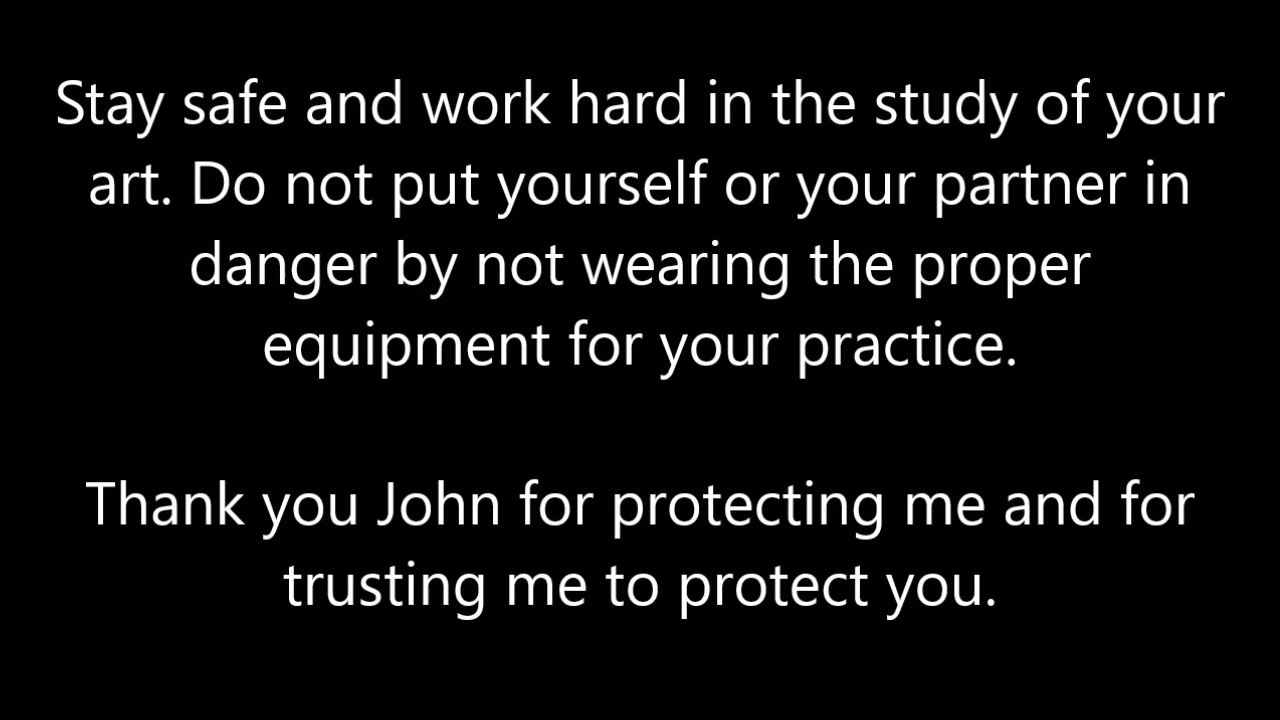 Stay safe and work hard in the study of your
art. Do not put yourself or your partner in
danger by not wearing the proper
equipment for your practice.
Thank you John for protecting me and for
trusting me to protect you.